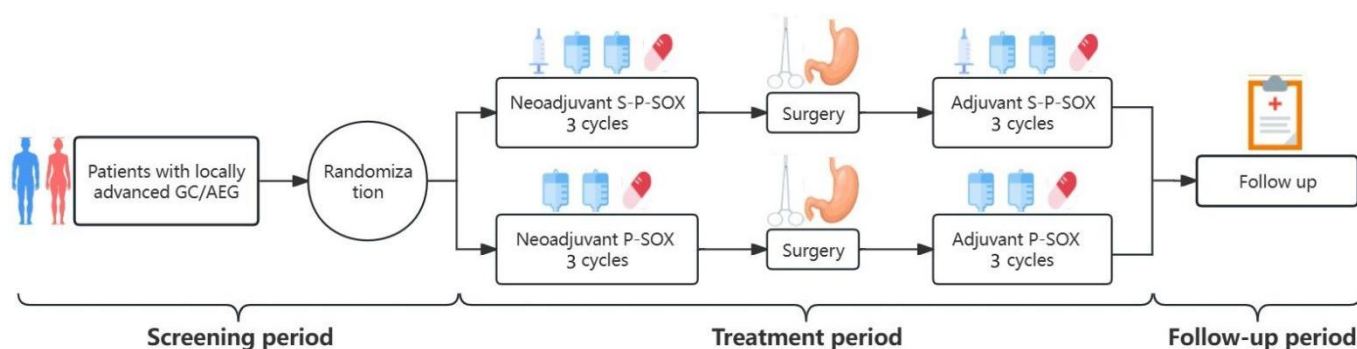 Patients with locally
advanced GC/AEG
Randomiza
tion
Neoadjuvant S-P-SOX
3 cycles
Surgery
Adjuvant S-P-SOX
3 cycles
Neoadjuvant P-SOX
3 cycles
Surgery
Adjuvant P-SOX
3 cycles
Follow up
Screening period
Treatment period
Follow-up period